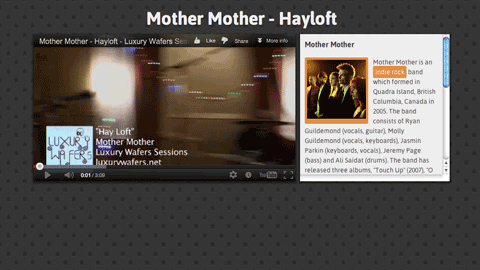 Mother Mother - Hayloft
Mother Mother - Hayloft - Luxury Wafers Ses
Like
Share
More info
LUXURY
WAFERS
"Hay Loft"
Mother Mother
Luxury Wafers Sessions
luxurywafers.net
0:01 / 3:09
You Tube
Mother Mother
Mother Mother is an
indie rock band
which formed in
Quadra Island, British
Columbia, Canada in
2005. The band
consists of Ryan
Guildemond (vocals, guitar), Molly
Guildemond (vocals, keyboards), Jasmin
Parkin (keyboards, vocals), Jeremy Page
(bass) and Ali Saidat (drums). The band has
released three albums, "Touch Up" (2007), "O